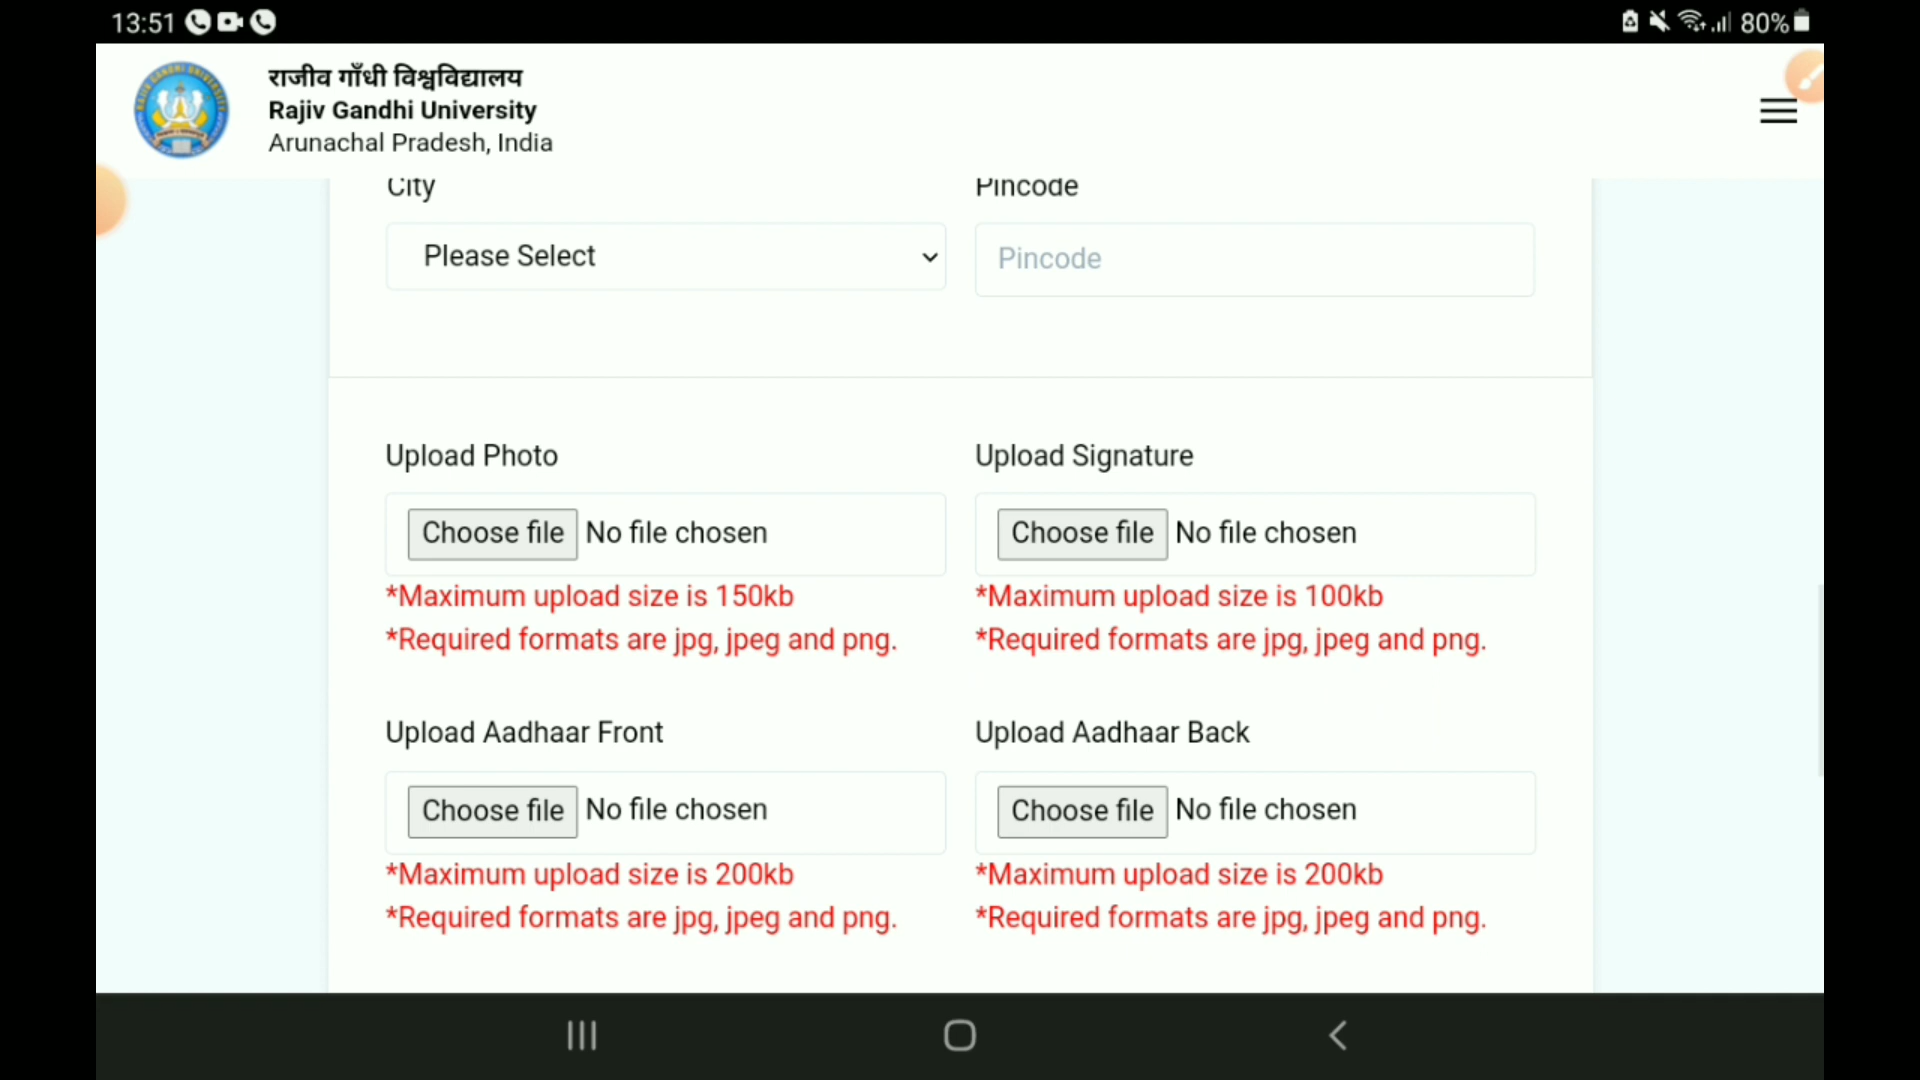 13:51
80%
राजीव गाँधी विश्वविद्यालय
Rajiv Gandhi University
Arunachal Pradesh, India
City
Pincode
Please Select
Pincode
Upload Photo
Upload Signature
Choose file No file chosen
Choose file No file chosen
*Maximum upload size is 150kb
*Maximum upload size is 100kb
*Required formats are jpg, jpeg and png.
*Required formats are jpg, jpeg and png.
Upload Aadhaar Front
Upload Aadhaar Back
Choose file No file chosen
Choose file No file chosen
*Maximum upload size is 200kb
*Maximum upload size is 200kb
*Required formats are jpg, jpeg and png.
*Required formats are jpg, jpeg and png.